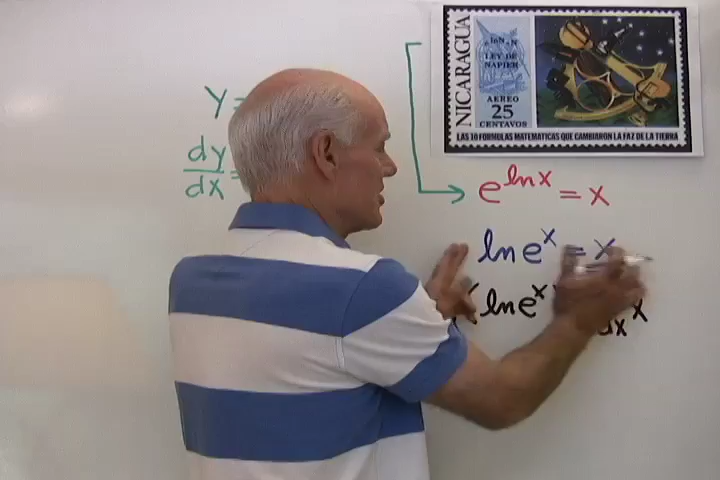 NICARAGUA
e^ln N = N
LEY DE
NAPIER
AEREO
25
CENTAVOS
LAS 10 FORMULAS MATEMATICAS QUE CAMBIARON LA FAZ DE LA TIERRA
y=
dy/dx=
e^ln x = x
ln e^x = x
(ln e^x x